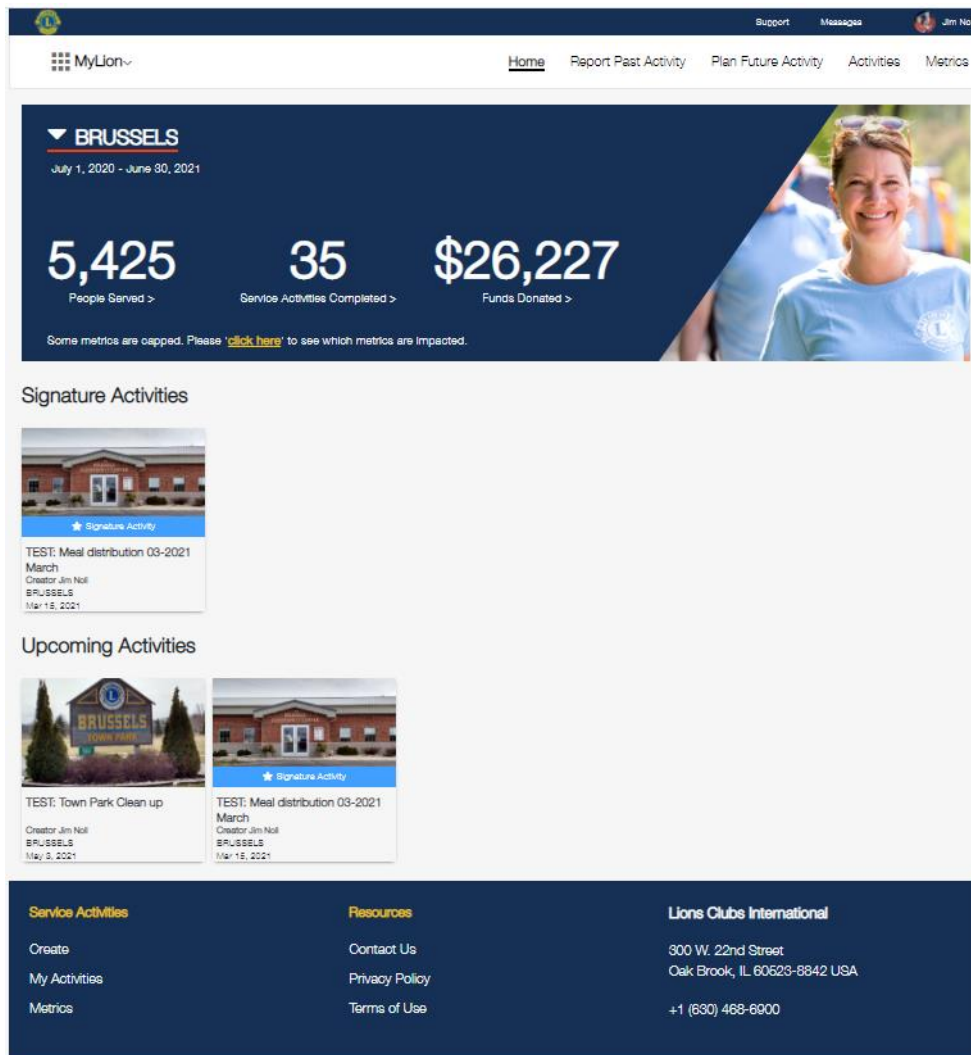 Support Messages Jim No
MyLion
Home Report Past Activity Plan Future Activity Activities Metrics
BRUSSELS
July 1, 2020 - June 30, 2021
5,425 35 $26,227
People Served > Service Activities Completed > Funds Donated >
Some metrics are capped. Please 'click here' to see which metrics are impacted.
Signature Activities
Signature Activity
TEST: Meal distribution 03-2021
March
Creator Jim Noll
BRUSSELS
Mar 15, 2021
Upcoming Activities
BRUSSELS
TOWN PARK
TEST: Town Park Clean up
Creator Jim Noll
BRUSSELS
May 3, 2021
Signature Activity
TEST: Meal distribution 03-2021
March
Creator Jim Noll
BRUSSELS
Mar 15, 2021
Service Activities
Create
My Activities
Metrics
Resources
Contact Us
Privacy Policy
Terms of Use
Lions Clubs International
300 W. 22nd Street
Oak Brook, IL 60523-8842 USA
+1 (630) 468-6900